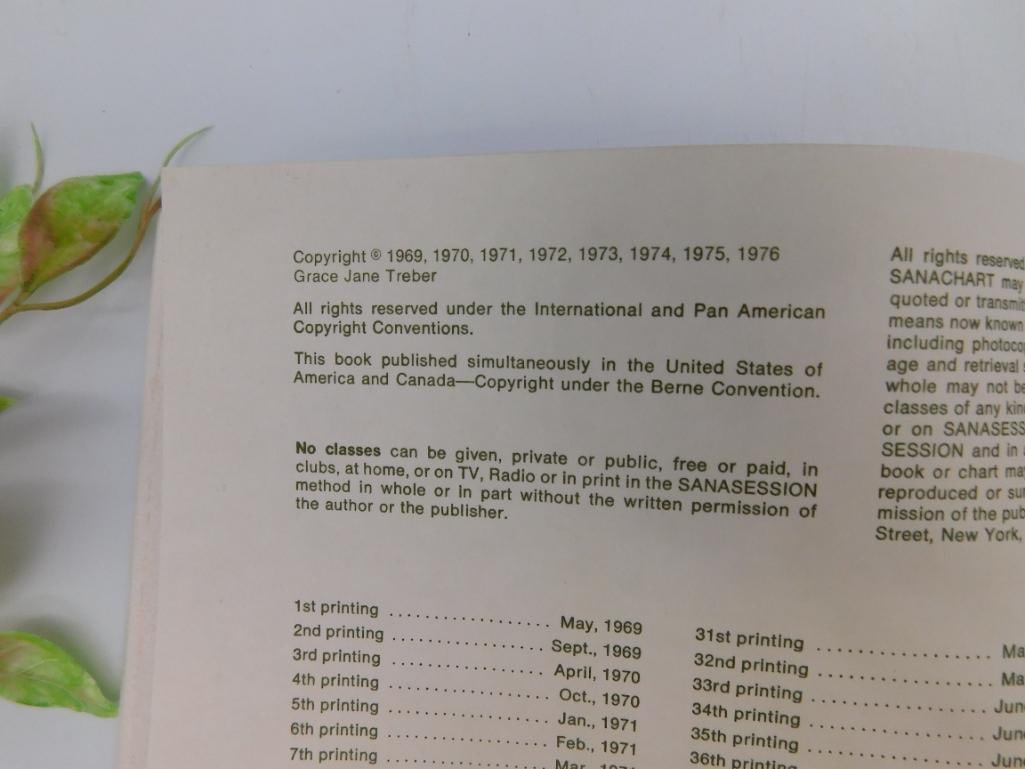 Copyright © 1969, 1970, 1971, 1972, 1973, 1974, 1975, 1976
Grace Jane Treber
All rights reserved under the International and Pan American
Copyright Conventions.
This book published simultaneously in the United States of
America and Canada—Copyright under the Berne Convention.
No classes can be given, private or public, free or paid, in
clubs, at home, or on TV, Radio or in print in the SANASESSION
method in whole or in part without the written permission of
the author or the publisher.
1st printing ................. May, 1969
2nd printing ................ Sept., 1969
3rd printing ................ April, 1970
4th printing ................. Oct., 1970
5th printing ................. Jan., 1971
6th printing ................. Feb., 1971
7th printing
All rights reserved
SANACHART may
quoted or
means now known
including
age and retrieval
whole may not be
classes of any
or on
SESSION and in
book or chart
reproduced or
mission of the
Street, New York,
31st printing ..................
32nd printing ..................
33rd printing ..................
34th printing ..................
35th printing ..................
36th printing